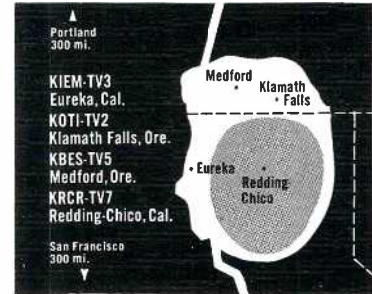 Portland
300 mi.
KIEM-TV3
Eureka, Cal.
KOTI-TV2
Klamath Falls, Ore.
KBES-TV5
Medford, Ore.
KRCR-TV7
Redding-Chico, Cal.
San Francisco
300 mi.
Medford
Klamath
Falls
Eureka
Redding
Chico